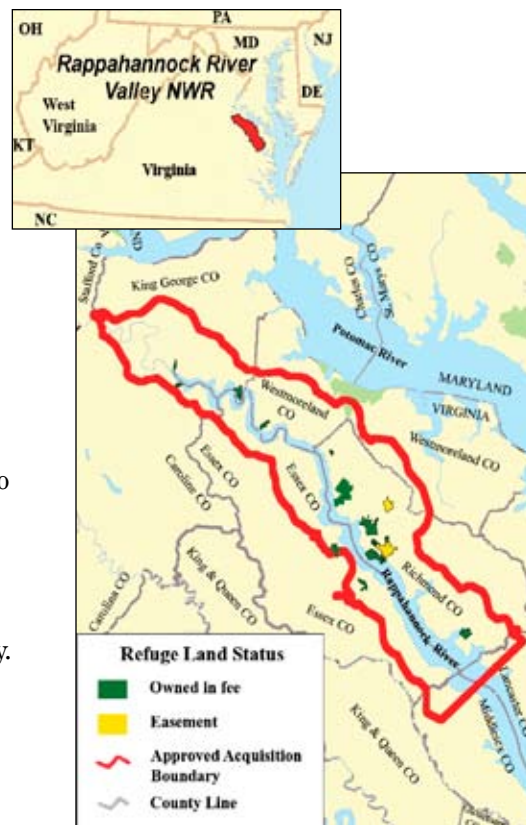 PA
OH
MD
NJ
Rappahannock River
Valley NWR
DE
West
Virginia
KT
Virginia
NC
Stafford Co
ND
King George CO
Charles CO
St. Marys CO
Potomac River
MARYLAND
VIRGINIA
Westmoreland
CO
Westmoreland CO
Essex CO
Caroline CO
Essex CO
o
King & Queen CO
Richmond CO
Rappahannock River
Caroline CO
Essex CO
y.
Lancaster CO
Middlesex CO
King & Queen CO
Refuge Land Status
Owned in fee
Easement
Approved Acquisition
Boundary
County Line